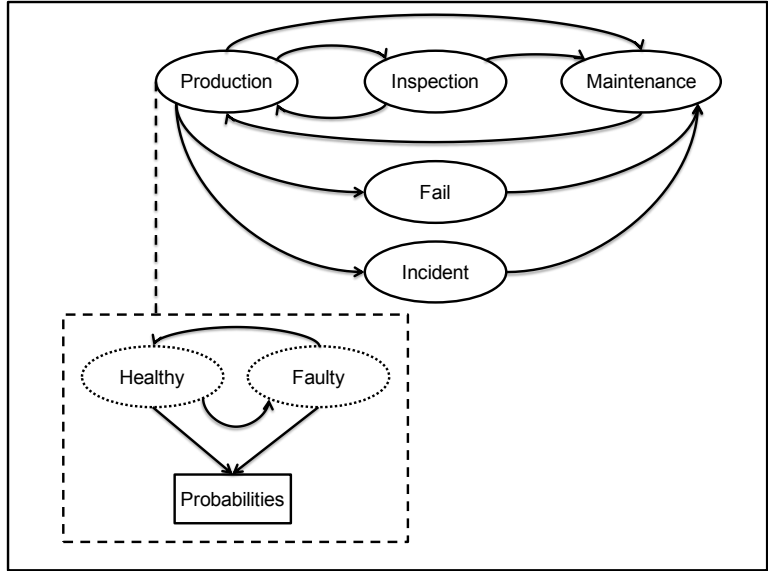 Production
Inspection
Maintenance
Fail
Incident
Healthy
Faulty
Probabilities